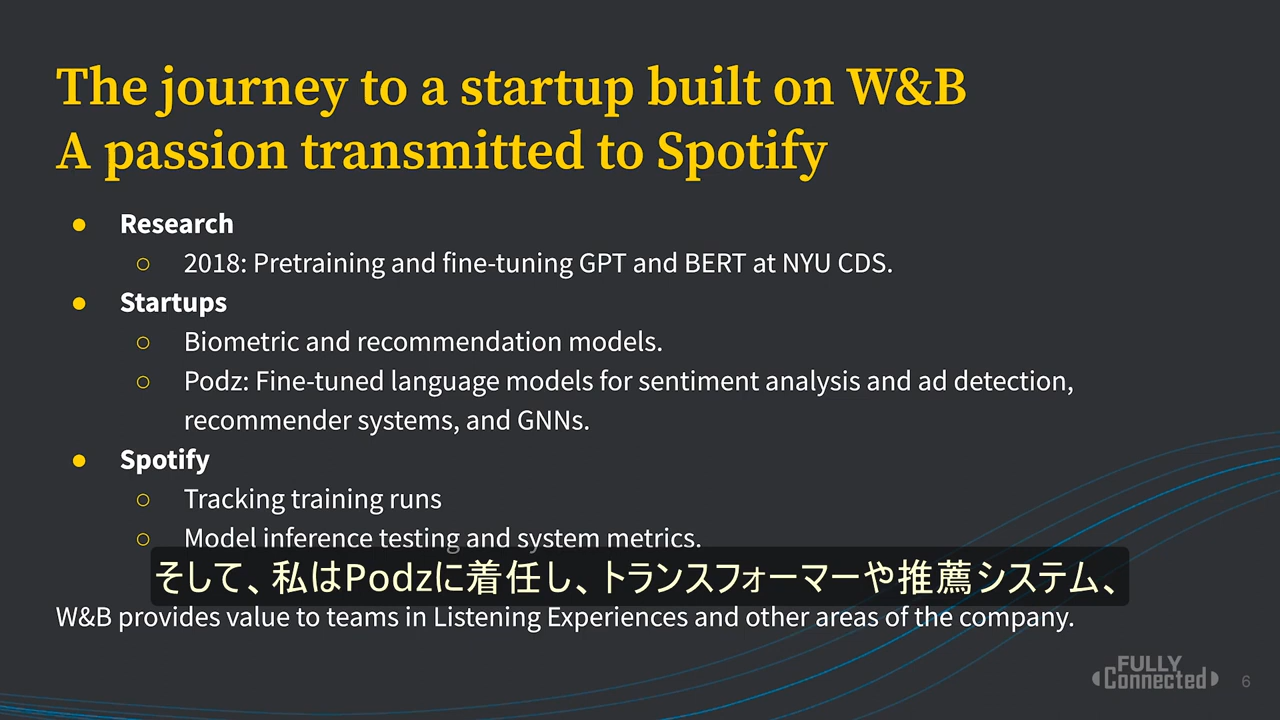 The journey to a startup built on W&B
A passion transmitted to Spotify
● Research
○ 2018: Pretraining and fine-tuning GPT and BERT at NYU CDS.
● Startups
○ Biometric and recommendation models.
○ Podz: Fine-tuned language models for sentiment analysis and ad detection,
recommender systems, and GNNs.
● Spotify
○ Tracking training runs
○ Model inference testing and system metrics.
そして、私はPodzに着任し、トランスフォーマーや推薦システム、
W&B provides value to teams in Listening Experiences and other areas of the company.
FULLY
Connected
6